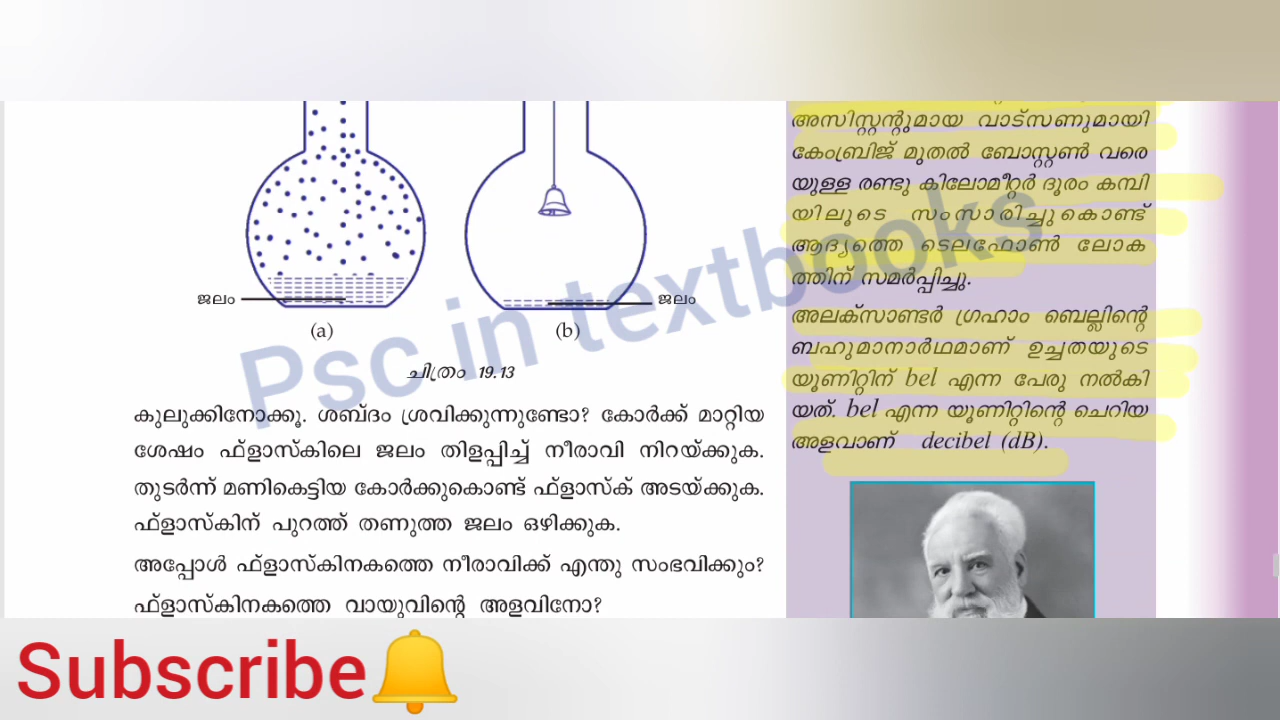 ജലം
ജലം
(a)
(b)
ചിത്രം 19.13
കുലുക്കിനോക്കൂ. ശബ്ദം ശ്രവിക്കുന്നുണ്ടോ? കോർക്ക് മാറ്റിയ
ശേഷം ഫ്ളാസ്കിലെ ജലം തിളപ്പിച്ച് നീരാവി നിറയ്ക്കുക.
തുടർന്ന് മണികെട്ടിയ കോർക്കുകൊണ്ട് ഫ്ളാസ്ക് അടയ്ക്കുക.
ഫ്ളാസ്കിന് പുറത്ത് തണുത്ത ജലം ഒഴിക്കുക.
അപ്പോൾ ഫ്ളാസ്കിനകത്തെ നീരാവിക്ക് എന്തു സംഭവിക്കും?
ഫ്ളാസ്കിനകത്തെ വായുവിന്റെ അളവിനോ?
അസിസ്റ്റന്റുമായ വാട്സണുമായി
കേംബ്രിജ് മുതൽ ബോസ്റ്റൺ വരെ
യുള്ള രണ്ടു കിലോമീറ്റർ ദൂരം കമ്പി
യിലൂടെ സംസാരിച്ചുകൊണ്ട്
ആദ്യത്തെ ടെലഫോൺ ലോക
ത്തിന് സമർപ്പിച്ചു.
അലക്സാണ്ടർ ഗ്രഹാം ബെല്ലിന്റെ
ബഹുമാനാർഥമാണ് ഉച്ചതയുടെ
യൂണിറ്റിന് bel എന്ന പേരു നൽകി
യത്. bel എന്ന യൂണിറ്റിന്റെ ചെറിയ
അളവാണ് decibel (dB).
Psc in textbooks
Subscribe